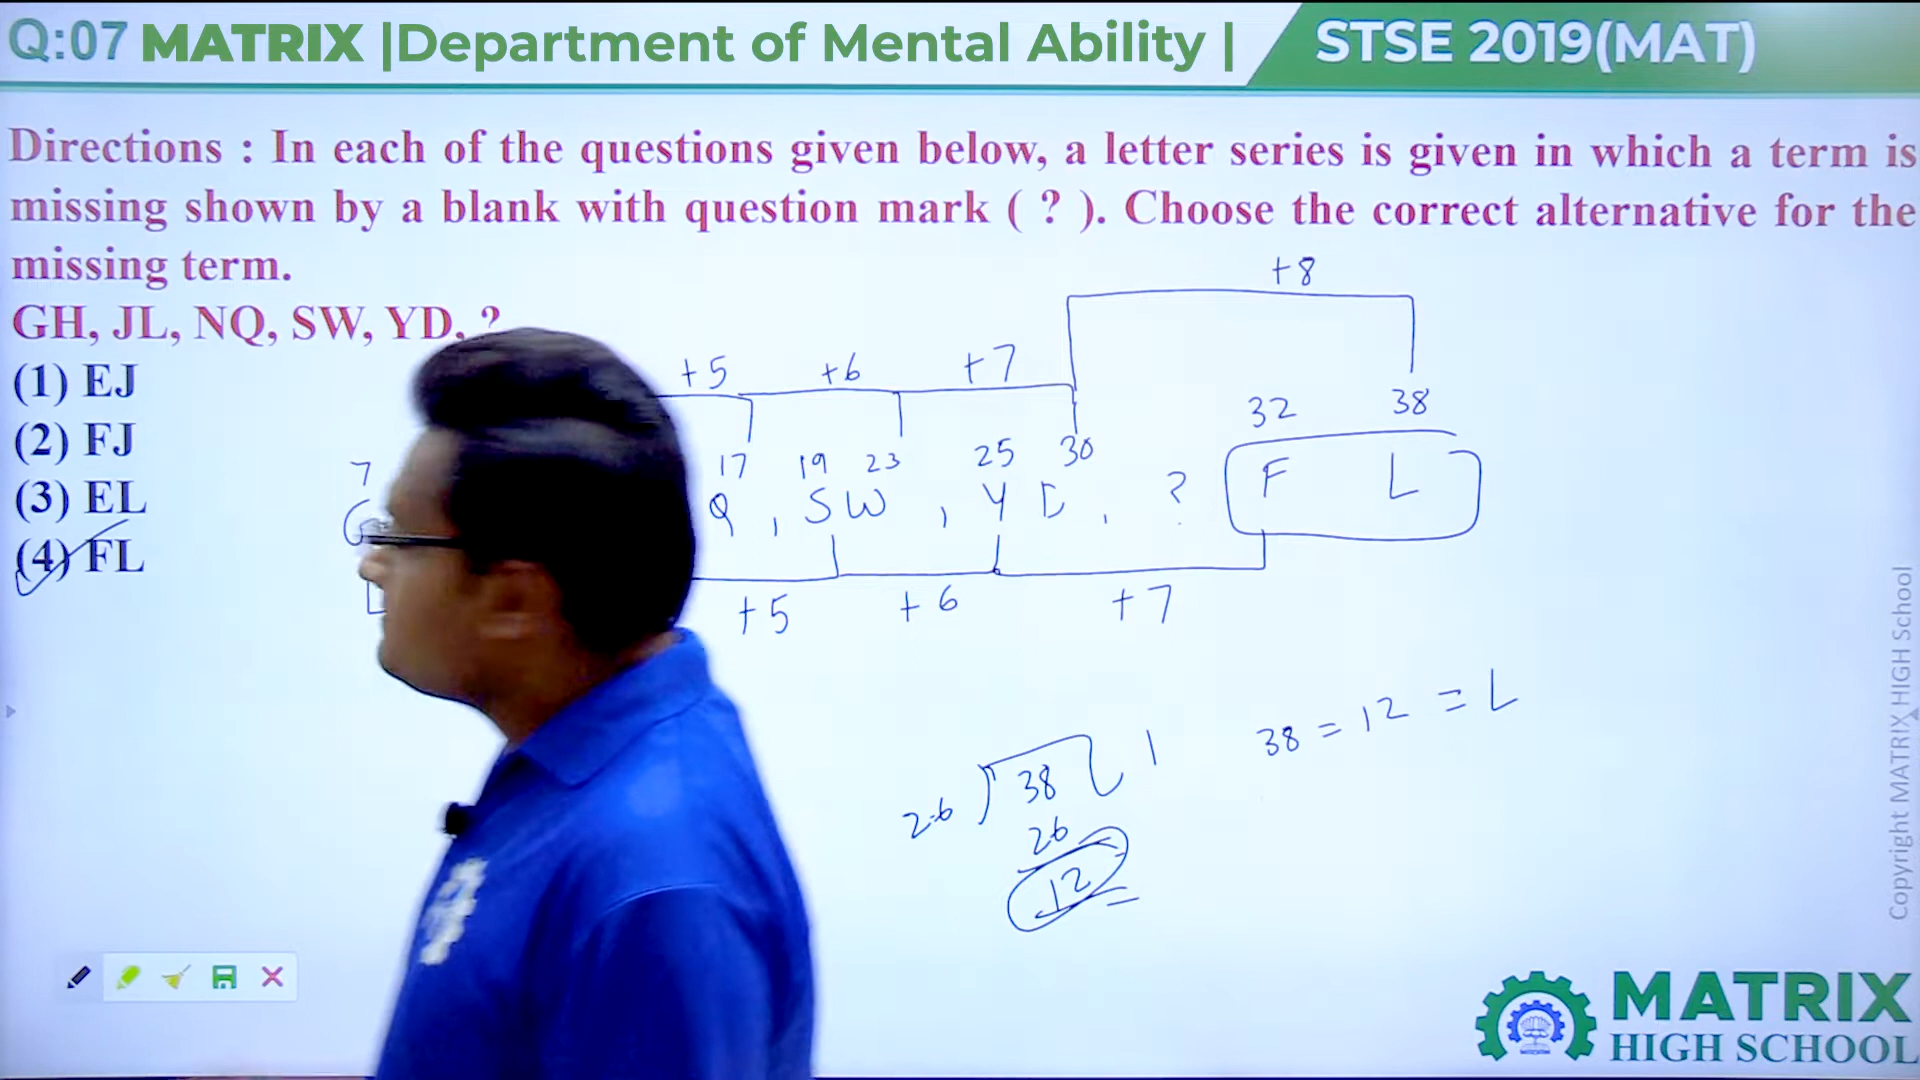 Q:07 MATRIX |Department of Mental Ability | STSE 2019(MAT)
Directions : In each of the questions given below, a letter series is given in which a term is
missing shown by a blank with question mark ( ? ). Choose the correct alternative for the
missing term.
GH, JL, NQ, SW, YD, ?
(1) EJ
(2) FJ
(3) EL
(4) FL
+8
+5 +6 +7
32 38
7 17 19 23 25 30
G Q , S W , Y D , ? F L
+5 +6 +7
26 ) 38 ( 1
26
12
38 = 12 = L
Copyright MATRIX HIGH School
MATRIX
HIGH SCHOOL